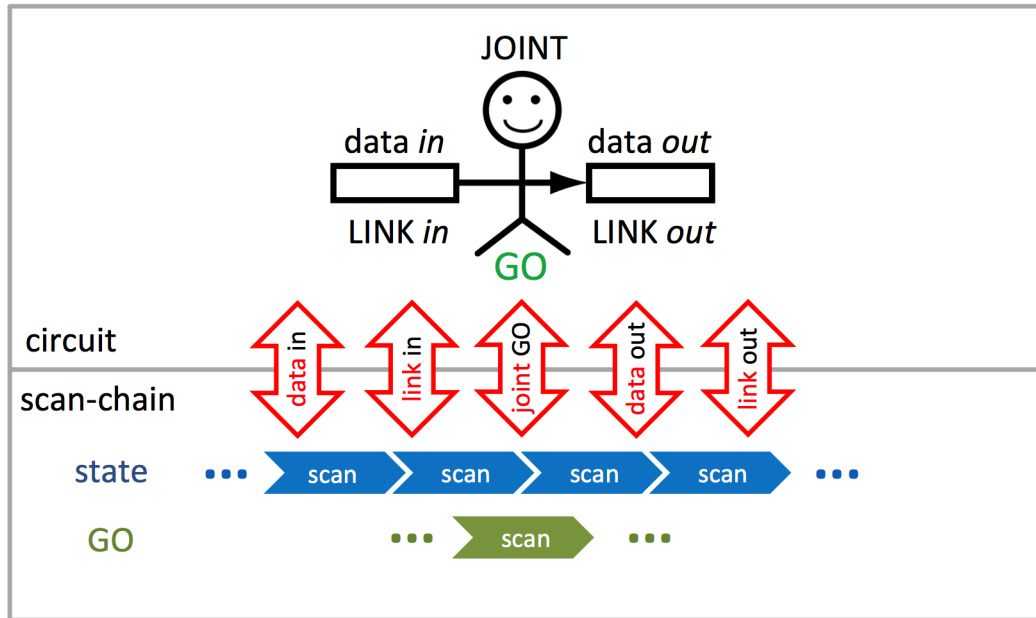 JOINT
data in
data out
LINK in
LINK out
GO
data in
link in
joint GO
data out
link out
circuit
scan-chain
state
scan
scan
scan
scan
GO
scan